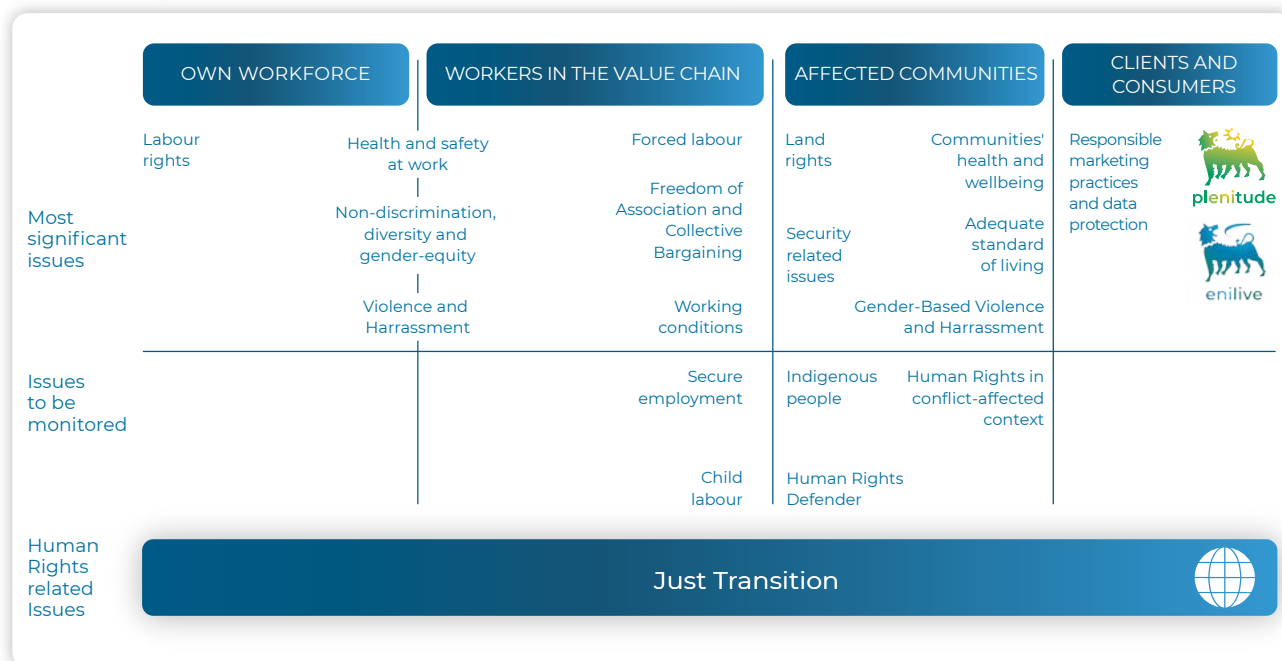 OWN WORKFORCE
WORKERS IN THE VALUE CHAIN
AFFECTED COMMUNITIES
CLIENTS AND
CONSUMERS
Most
significant
issues
Labour
rights
Health and safety
at work
Non-discrimination,
diversity and
gender-equity
Violence and
Harrassment
Forced labour
Freedom of
Association and
Collective
Bargaining
Working
conditions
Land
rights
Security
related
issues
Communities'
health and
wellbeing
Adequate
standard
of living
Gender-Based Violence
and Harrassment
Responsible
marketing
practices
and data
protection
plenitude
enilive
Issues
to be
monitored
Secure
employment
Child
labour
Indigenous
people
Human Rights in
conflict-affected
context
Human Rights
Defender
Human
Rights
related
Issues
Just Transition